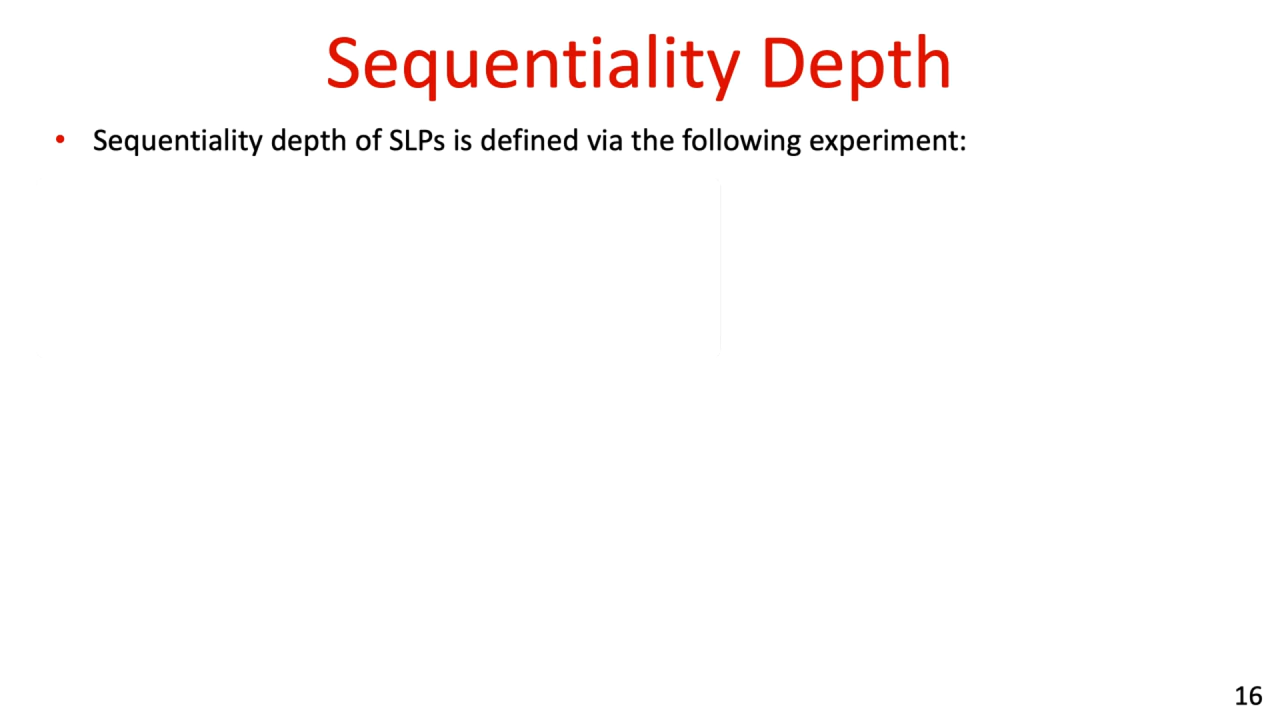 Sequentiality Depth
• Sequentiality depth of SLPs is defined via the following experiment:
16